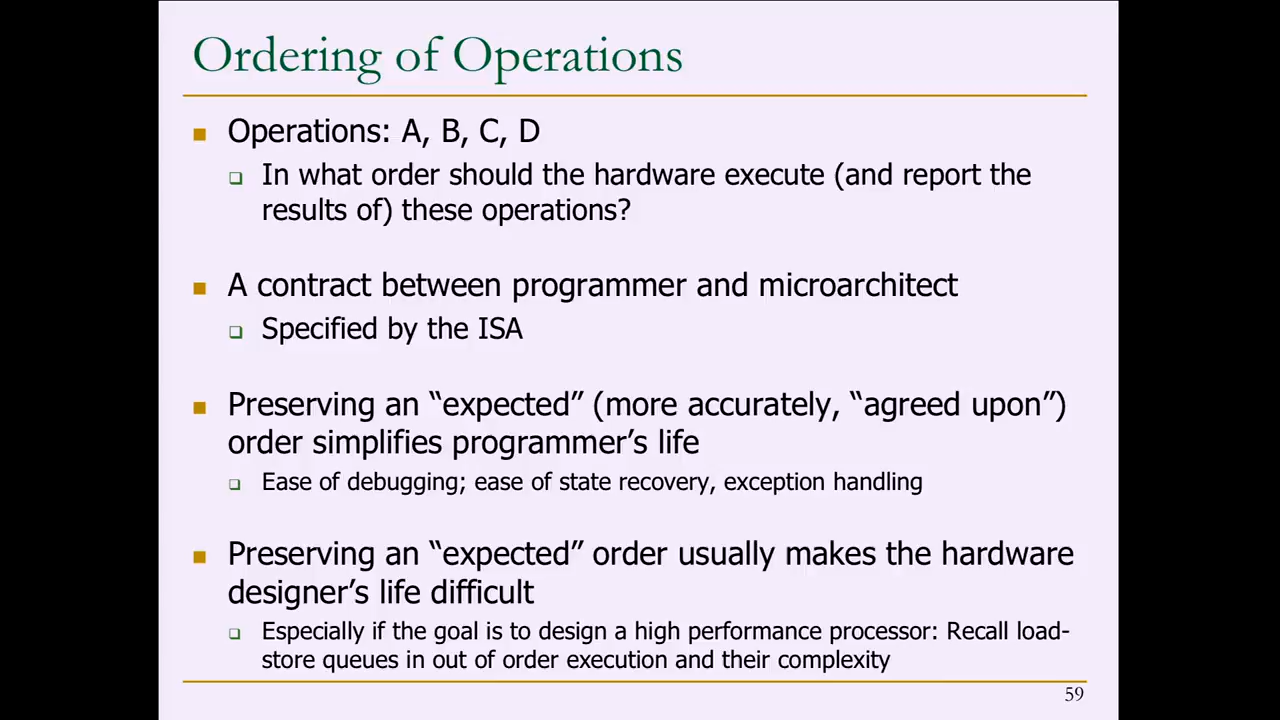 Ordering of Operations
Operations: A, B, C, D
In what order should the hardware execute (and report the
results of) these operations?
A contract between programmer and microarchitect
Specified by the ISA
Preserving an “expected” (more accurately, “agreed upon”)
order simplifies programmer’s life
Ease of debugging; ease of state recovery, exception handling
Preserving an “expected” order usually makes the hardware
designer’s life difficult
Especially if the goal is to design a high performance processor: Recall load-
store queues in out of order execution and their complexity
59